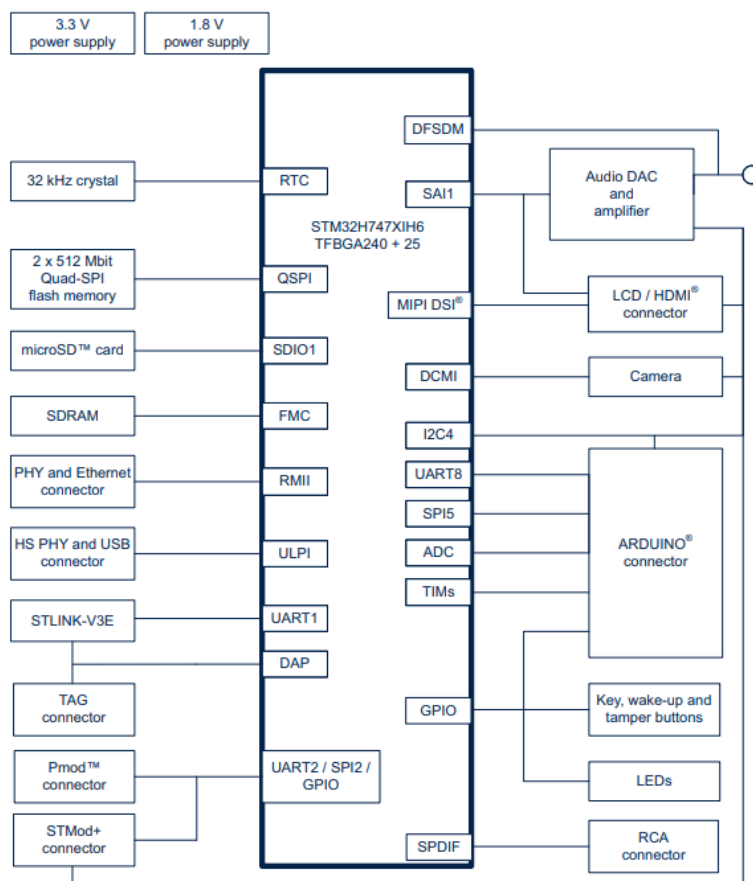 3.3 V
power supply
1.8 V
power supply
DFSDM
32 kHz crystal
RTC
SAI1
Audio DAC
and
amplifier
STM32H747XIH6
TFBGA240 + 25
2 x 512 Mbit
Quad-SPI
flash memory
QSPI
MIPI DSI®
LCD / HDMI®
connector
microSD™ card
SDIO1
DCMI
Camera
SDRAM
FMC
I2C4
PHY and Ethernet
connector
RMII
UART8
SPI5
HS PHY and USB
connector
ULPI
ADC
ARDUINO®
connector
TIMs
STLINK-V3E
UART1
DAP
TAG
connector
GPIO
Key, wake-up and
tamper buttons
Pmod™
connector
UART2 / SPI2 /
GPIO
LEDs
STMod+
connector
SPDIF
RCA
connector